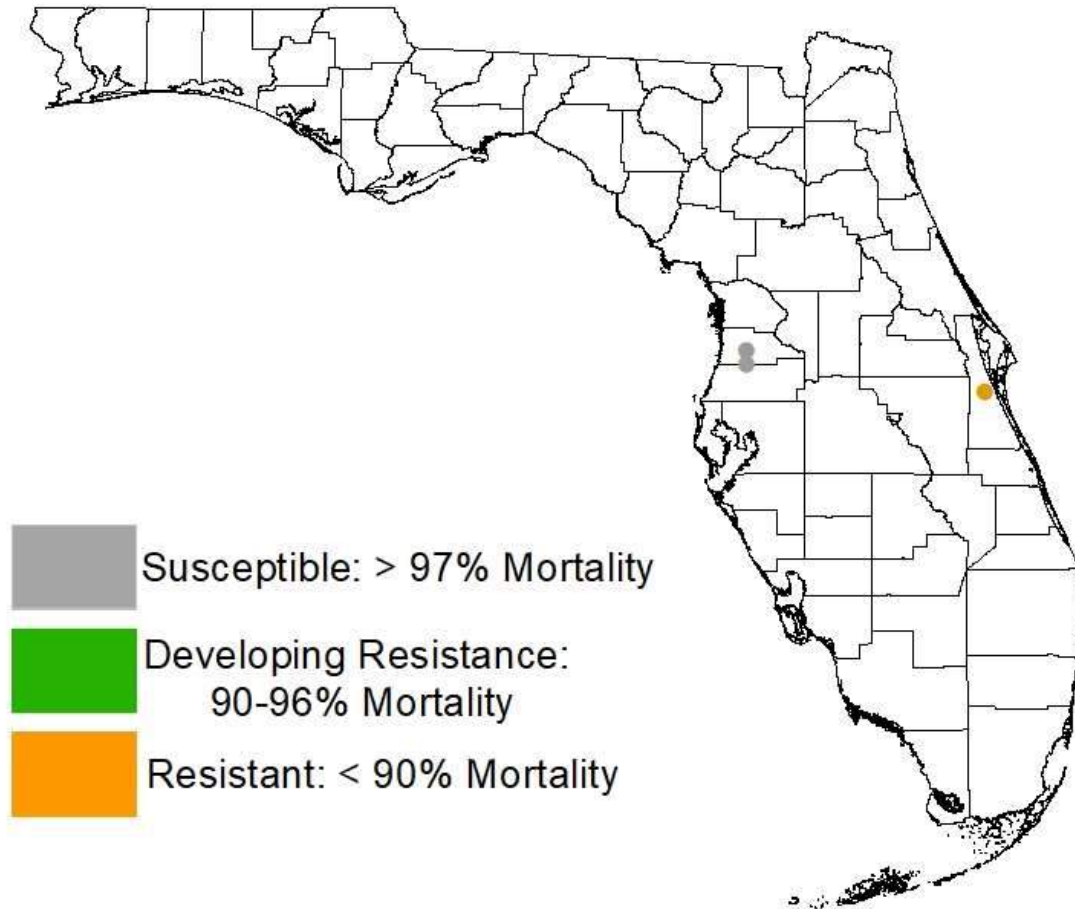 Susceptible: > 97% Mortality
Developing Resistance:
90-96% Mortality
Resistant: < 90% Mortality